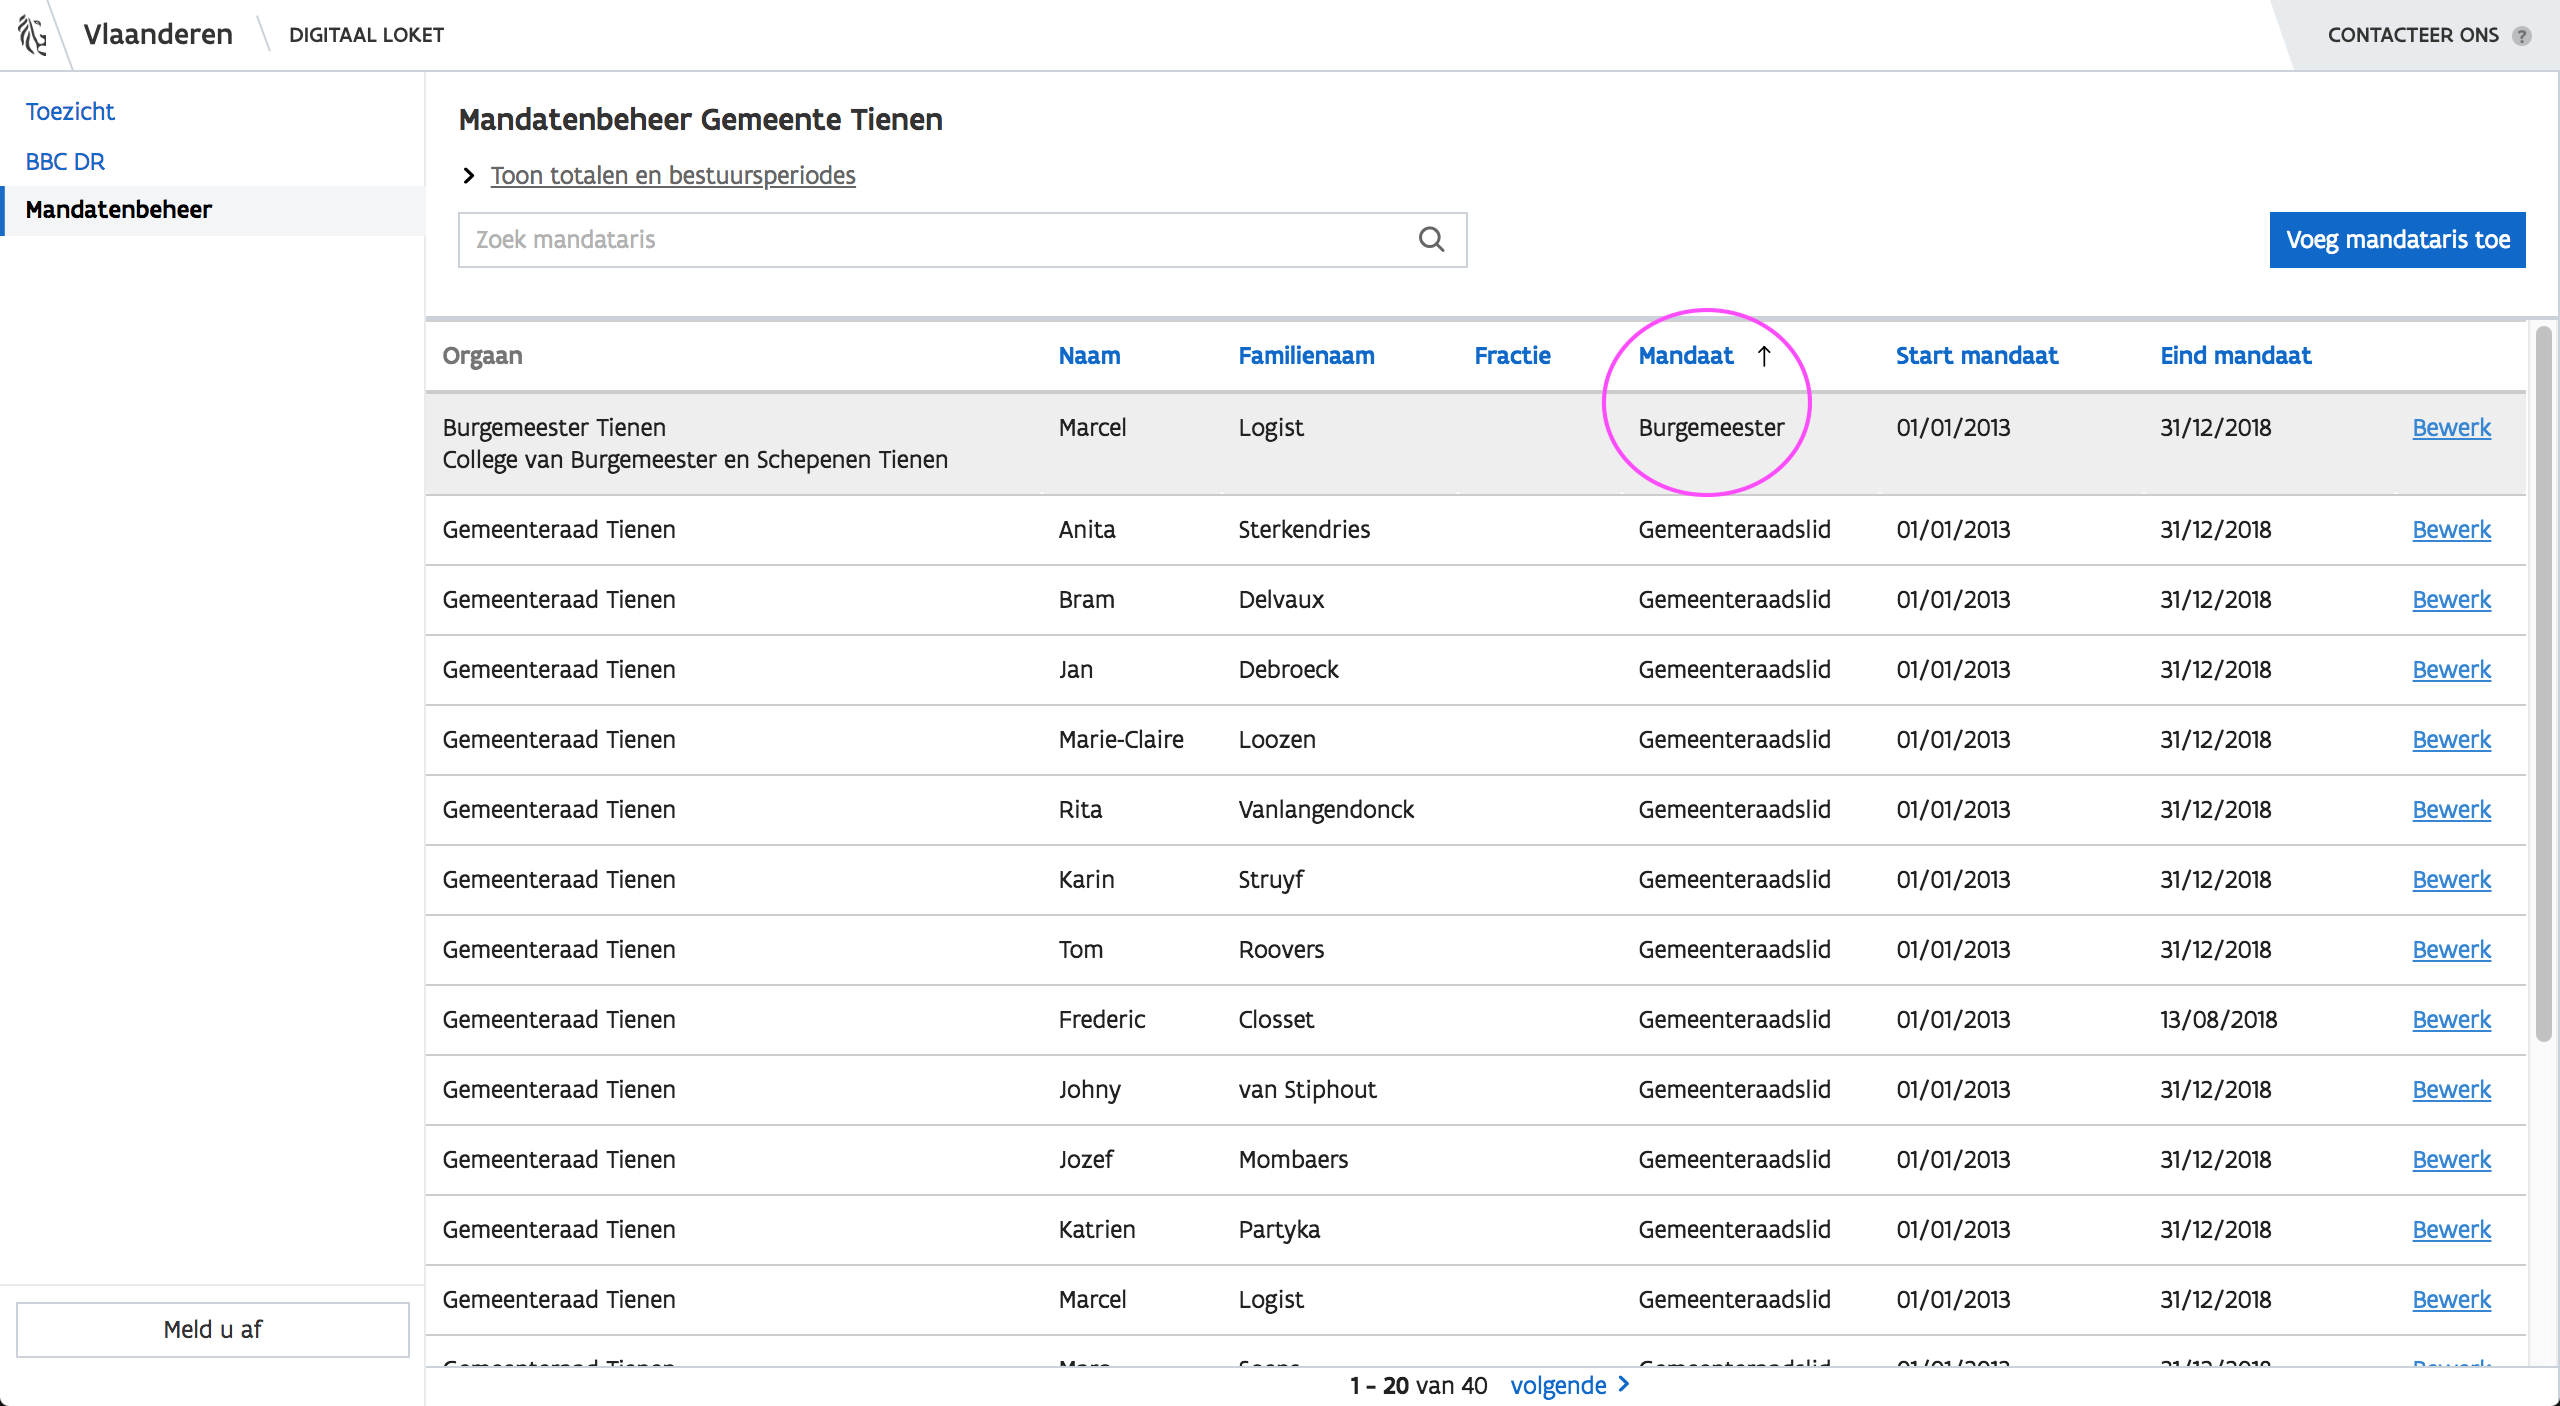 Vlaanderen DIGITAAL LOKET CONTACTEER ONS ?
Toezicht
BBC DR
Mandatenbeheer
Mandatenbeheer Gemeente Tienen
Toon totalen en bestuursperiodes
Zoek mandataris
Voeg mandataris toe
Orgaan Naam Familienaam Fractie Mandaat ↑ Start mandaat Eind mandaat
Burgemeester Tienen Marcel Logist Burgemeester 01/01/2013 31/12/2018 Bewerk
College van Burgemeester en Schepenen Tienen
Gemeenteraad Tienen Anita Sterkendries Gemeenteraadslid 01/01/2013 31/12/2018 Bewerk
Gemeenteraad Tienen Bram Delvaux Gemeenteraadslid 01/01/2013 31/12/2018 Bewerk
Gemeenteraad Tienen Jan Debroeck Gemeenteraadslid 01/01/2013 31/12/2018 Bewerk
Gemeenteraad Tienen Marie-Claire Loozen Gemeenteraadslid 01/01/2013 31/12/2018 Bewerk
Gemeenteraad Tienen Rita Vanlangendonck Gemeenteraadslid 01/01/2013 31/12/2018 Bewerk
Gemeenteraad Tienen Karin Struyf Gemeenteraadslid 01/01/2013 31/12/2018 Bewerk
Gemeenteraad Tienen Tom Roovers Gemeenteraadslid 01/01/2013 31/12/2018 Bewerk
Gemeenteraad Tienen Frederic Closset Gemeenteraadslid 01/01/2013 13/08/2018 Bewerk
Gemeenteraad Tienen Johny van Stiphout Gemeenteraadslid 01/01/2013 31/12/2018 Bewerk
Gemeenteraad Tienen Jozef Mombaers Gemeenteraadslid 01/01/2013 31/12/2018 Bewerk
Gemeenteraad Tienen Katrien Partyka Gemeenteraadslid 01/01/2013 31/12/2018 Bewerk
Gemeenteraad Tienen Marcel Logist Gemeenteraadslid 01/01/2013 31/12/2018 Bewerk
Meld u af
1 - 20 van 40 volgende